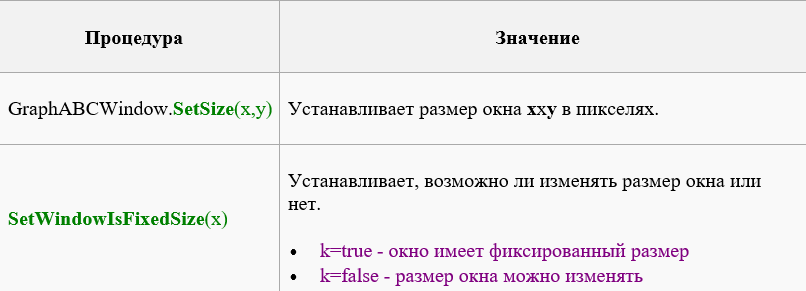 Процедура Значение
GraphABCWindow.SetSize(x,y) Устанавливает размер окна xxy в пикселях.
Устанавливает, возможно ли изменять размер окна или
нет.
SetWindowIsFixedSize(x)
• k=true - окно имеет фиксированный размер
• k=false - размер окна можно изменять